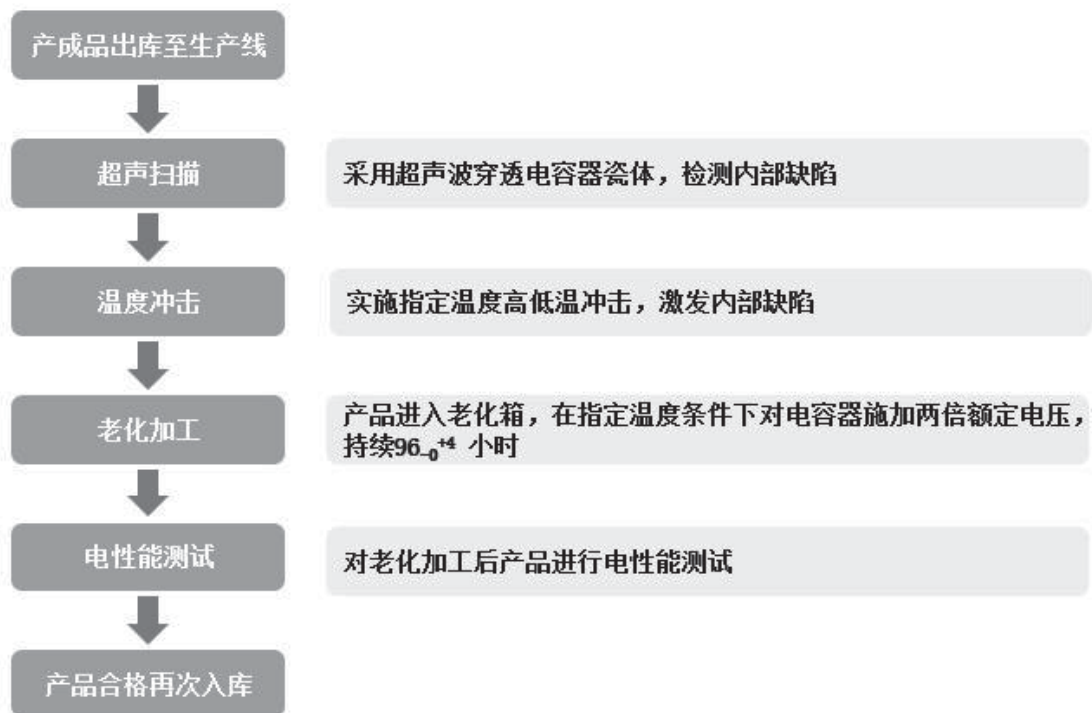 产成品出库至生产线
超声扫描
采用超声波穿透电容器瓷体，检测内部缺陷
温度冲击
实施指定温度高低温冲击，激发内部缺陷
老化加工
产品进入老化箱，在指定温度条件下对电容器施加两倍额定电压，
持续96₋₀⁺⁴ 小时
电性能测试
对老化加工后产品进行电性能测试
产品合格再次入库